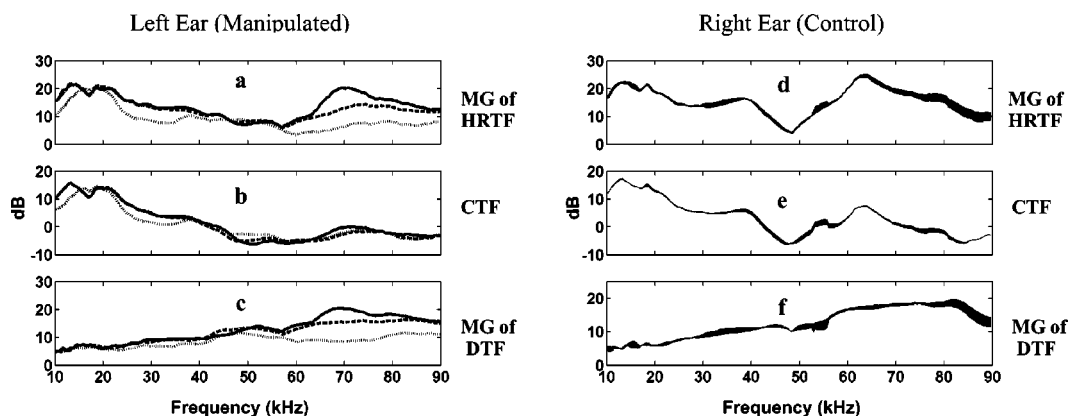 Left Ear (Manipulated)
Right Ear (Control)
30
20
10
0
a
MG of
HRTF
30
20
10
0
d
MG of
HRTF
dB
20
10
0
-10
b
CTF
20
10
0
-10
e
CTF
30
20
10
0
c
MG of
DTF
10 20 30 40 50 60 70 80 90
Frequency (kHz)
20
10
0
f
MG of
DTF
10 20 30 40 50 60 70 80 90
Frequency (kHz)